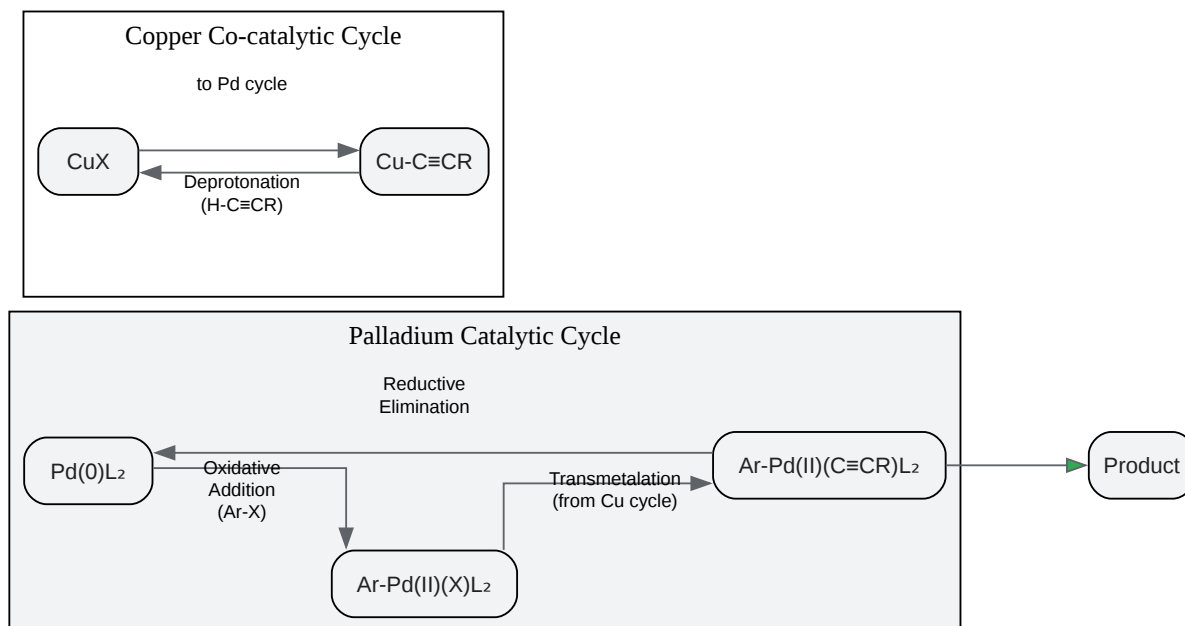 Copper Co-catalytic Cycle
to Pd cycle
CuX
Cu-C≡CR
Deprotonation
(H-C≡CR)
Palladium Catalytic Cycle
Reductive
Elimination
Pd(0)L₂
Oxidative
Addition
(Ar-X)
Transmetalation
(from Cu cycle)
Ar-Pd(II)(C≡CR)L₂
Product
Ar-Pd(II)(X)L₂